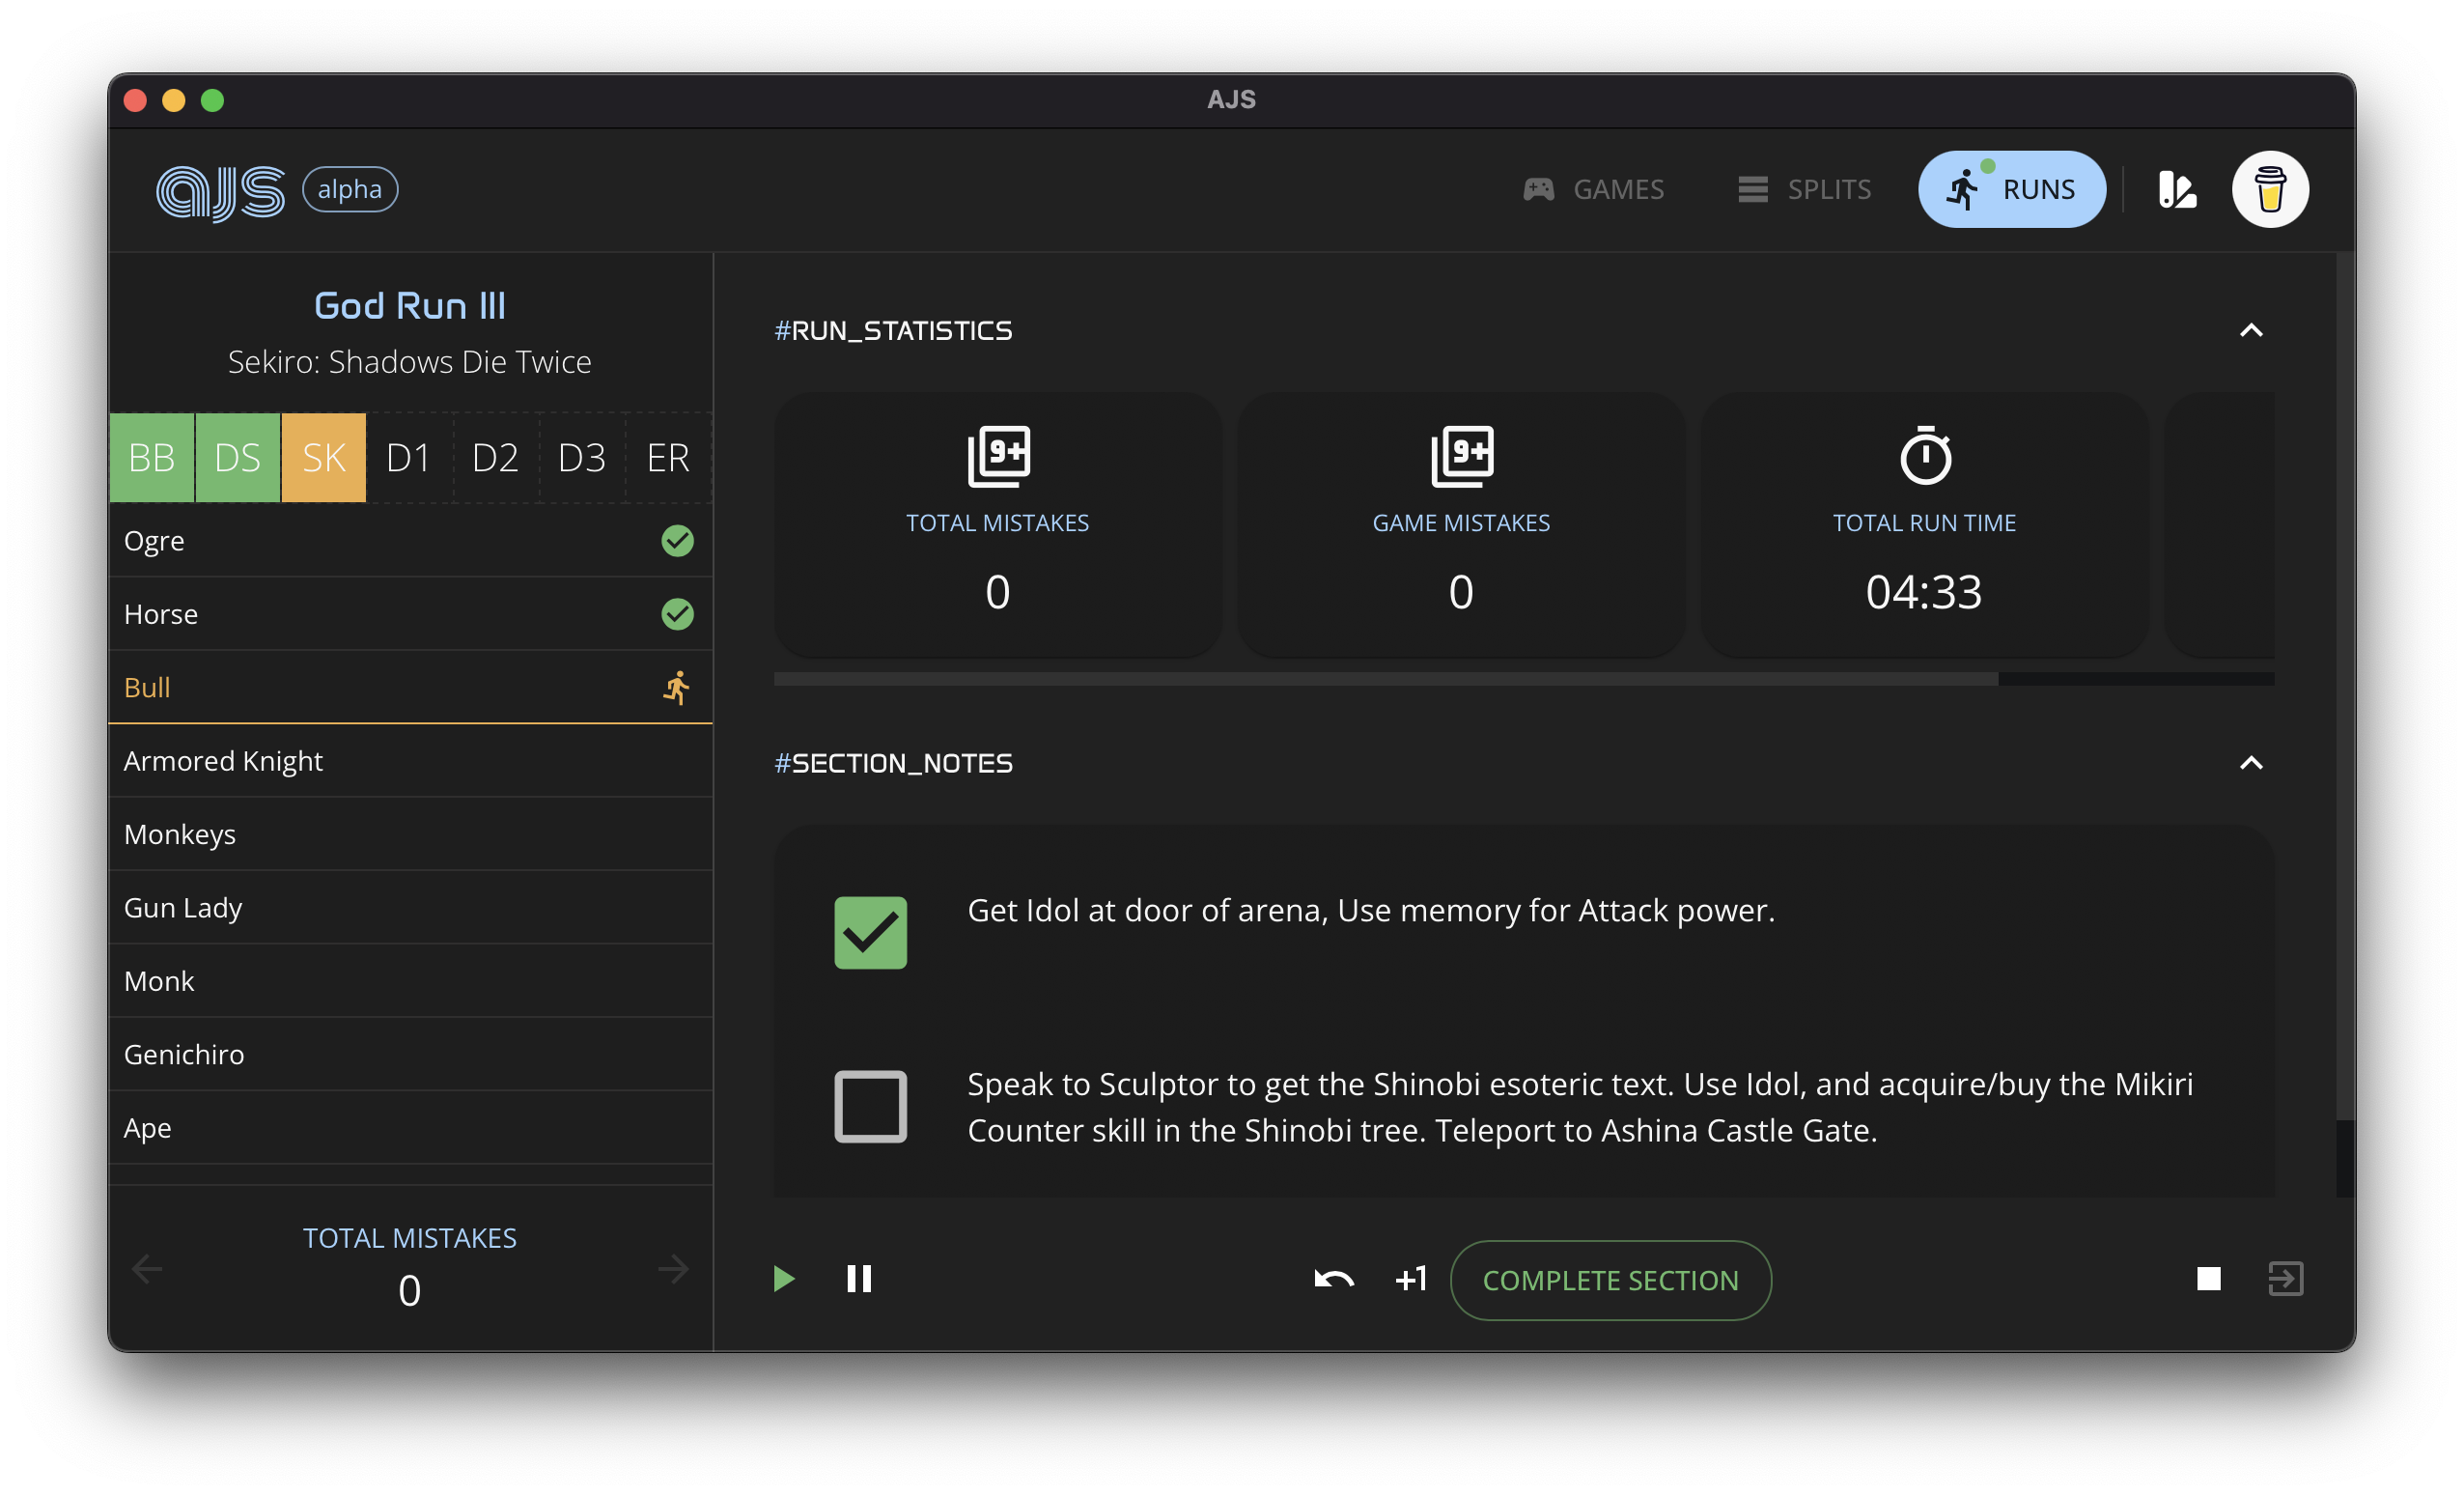 AJS
ajs
alpha
GAMES
SPLITS
RUNS
God Run III
Sekiro: Shadows Die Twice
BB
DS
SK
D1
D2
D3
ER
Ogre
Horse
Bull
Armored Knight
Monkeys
Gun Lady
Monk
Genichiro
Ape
TOTAL MISTAKES
0
#RUN_STATISTICS
9+
TOTAL MISTAKES
0
9+
GAME MISTAKES
0
TOTAL RUN TIME
04:33
#SECTION_NOTES
Get Idol at door of arena, Use memory for Attack power.
Speak to Sculptor to get the Shinobi esoteric text. Use Idol, and acquire/buy the Mikiri
Counter skill in the Shinobi tree. Teleport to Ashina Castle Gate.
+1
COMPLETE SECTION